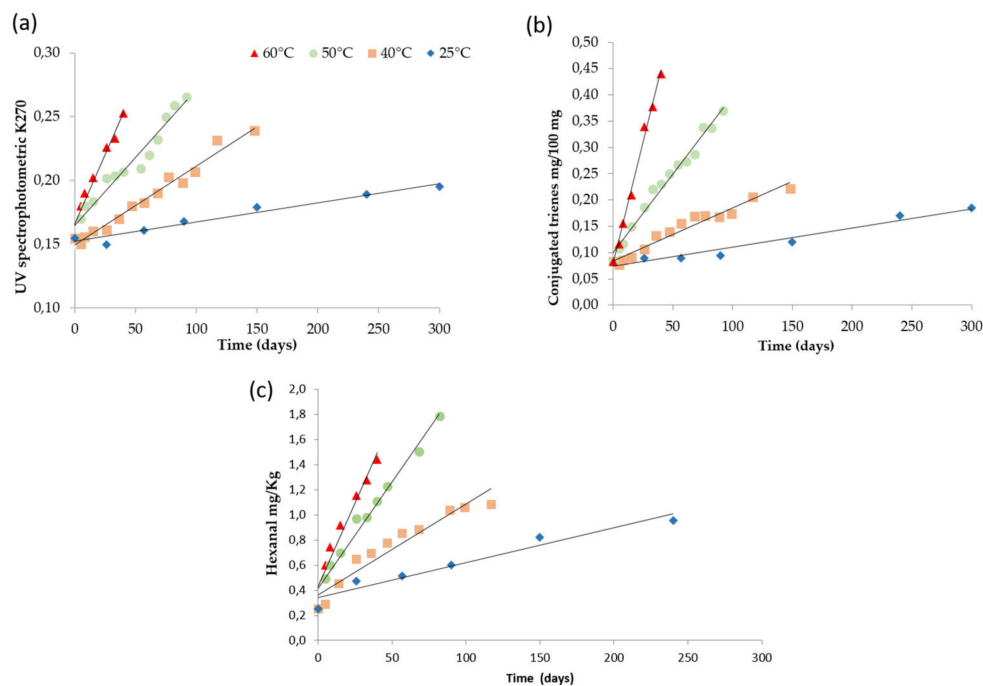 (a)
60°C 50°C 40°C 25°C
0,30
0,25
0,20
0,15
0,10
UV spectrophotometric K270
0 50 100 150 200 250 300
Time (days)
(b)
0,50
0,45
0,40
0,35
0,30
0,25
0,20
0,15
0,10
0,05
0,00
Conjugated trienes mg/100 mg
0 50 100 150 200 250 300
Time (days)
(c)
2,0
1,8
1,6
1,4
1,2
1,0
0,8
0,6
0,4
0,2
0,0
Hexanal mg/Kg
0 50 100 150 200 250 300
Time (days)